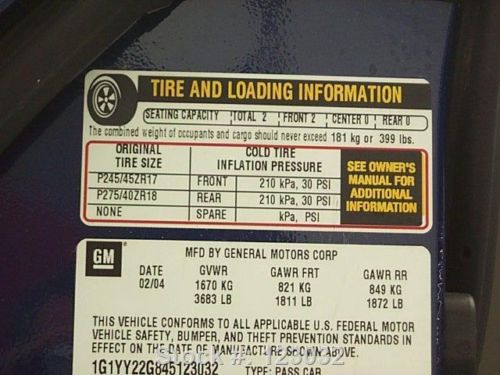 TIRE AND LOADING INFORMATION
SEATING CAPACITY TOTAL 2 FRONT 2 CENTER 0 REAR 0
The combined weight of occupants and cargo should never exceed 181 kg or 399 lbs.
ORIGINAL TIRE SIZE COLD TIRE INFLATION PRESSURE
P245/45ZR17 FRONT 210 kPa, 30 PSI
P275/40ZR18 REAR 210 kPa, 30 PSI
NONE SPARE kPa, PSI
SEE OWNER'S
MANUAL FOR
ADDITIONAL
INFORMATION
GM
MFD BY GENERAL MOTORS CORP
DATE GVWR GAWR FRT GAWR RR
02/04 1670 KG 821 KG 849 KG
3683 LB 1811 LB 1872 LB
THIS VEHICLE CONFORMS TO ALL APPLICABLE U.S. FEDERAL MOTOR
VEHICLE SAFETY, BUMPER, AND THEFT PREVENTION STANDARDS IN
EFFECT ON THE DATE OF MANUFACTURE SHOWN ABOVE.
Stock #: 123032
1G1YY22G845123032 TYPE: PASS CAR